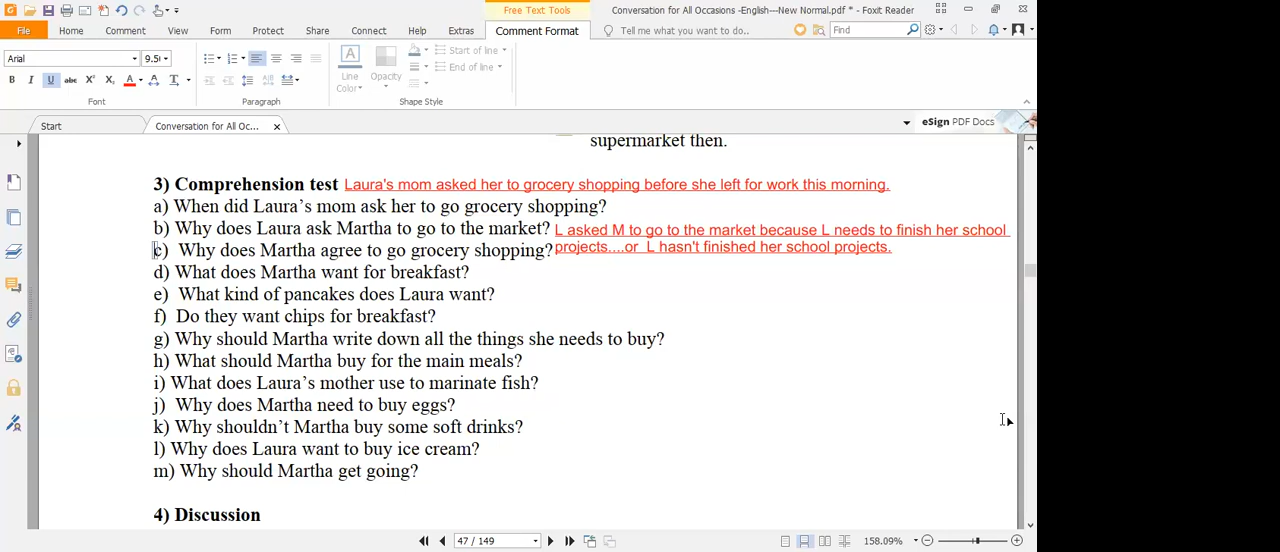 Free Text Tools
Conversation for All Occasions -English---New Normal.pdf * - Foxit Reader
File Home Comment View Form Protect Share Connect Help Extras Comment Format Tell me what you want to do.. Find
Arial 9.5
Start of line
End of line
Line Color
Opacity
Font Paragraph Shape Style
Start Conversation for All Oc... eSign PDF Docs
supermarket then.
3) Comprehension test Laura's mom asked her to grocery shopping before she left for work this morning.
a) When did Laura’s mom ask her to go grocery shopping?
b) Why does Laura ask Martha to go to the market? L asked M to go to the market because L needs to finish her school
c) Why does Martha agree to go grocery shopping? projects....or L hasn't finished her school projects.
d) What does Martha want for breakfast?
e) What kind of pancakes does Laura want?
f) Do they want chips for breakfast?
g) Why should Martha write down all the things she needs to buy?
h) What should Martha buy for the main meals?
i) What does Laura’s mother use to marinate fish?
j) Why does Martha need to buy eggs?
k) Why shouldn’t Martha buy some soft drinks?
l) Why does Laura want to buy ice cream?
m) Why should Martha get going?
4) Discussion
47 / 149 158.09%